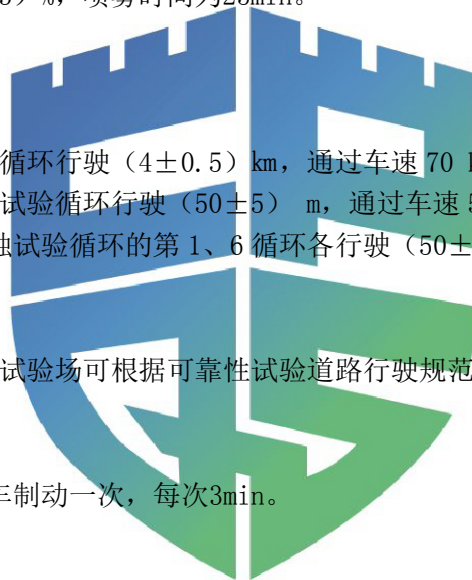 )%，喷雾时间为25min。
循环行驶（4±0.5）km，通过车速 70
试验循环行驶（50±5） m，通过车速 5
蚀试验循环的第 1、6 循环各行驶（50±
试验场可根据可靠性试验道路行驶规范
车制动一次，每次3min。